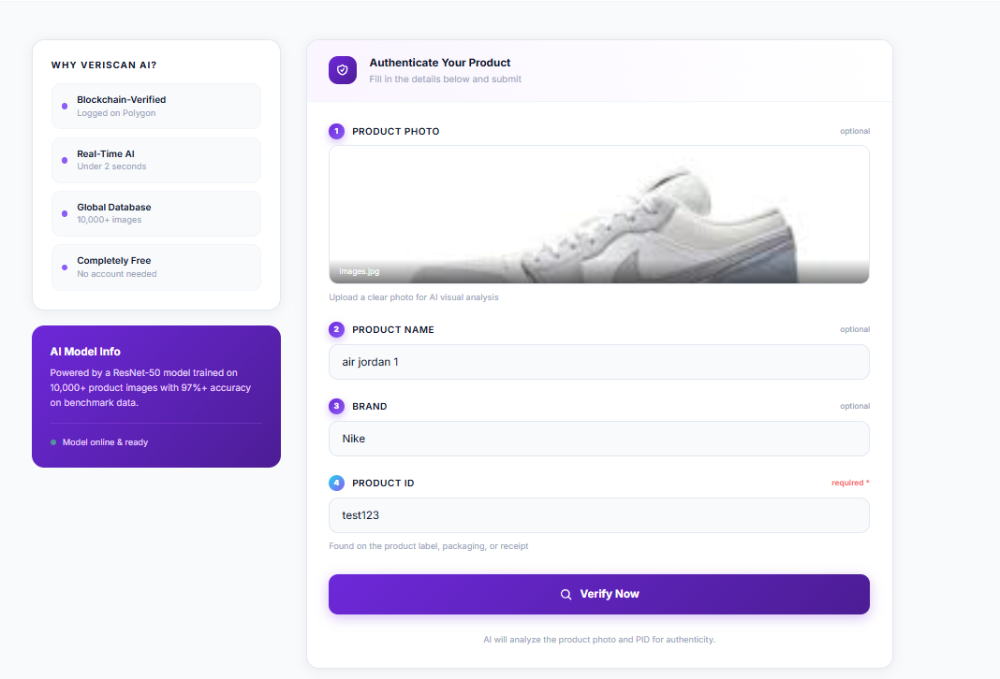 WHY VERISCAN AI?
Blockchain-Verified
Logged on Polygon
Real-Time AI
Under 2 seconds
Global Database
10,000+ images
Completely Free
No account needed
AI Model Info
Powered by a ResNet-50 model trained on
10,000+ product images with 97%+ accuracy
on benchmark data.
Model online & ready
Authenticate Your Product
Fill in the details below and submit
1 PRODUCT PHOTO optional
images.jpg
Upload a clear photo for AI visual analysis
2 PRODUCT NAME optional
air jordan 1
3 BRAND optional
Nike
4 PRODUCT ID required *
test123
Found on the product label, packaging, or receipt
Verify Now
AI will analyze the product photo and PID for authenticity.